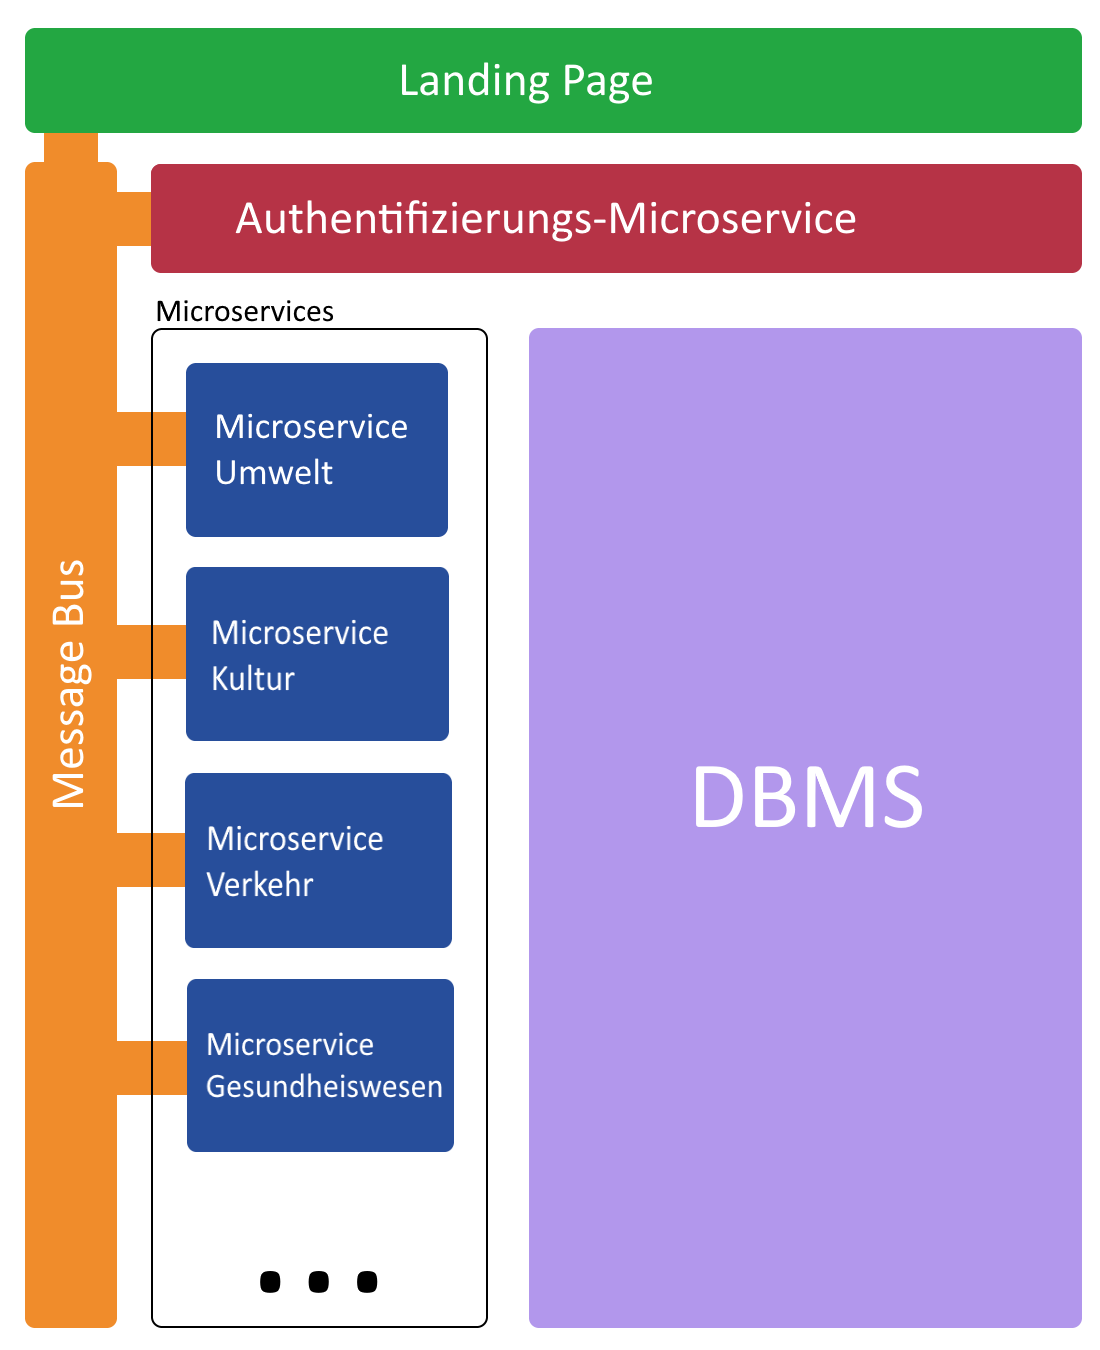 Landing Page
Authentifizierungs-Microservice
Microservices
Message Bus
Microservice
Umwelt
Microservice
Kultur
Microservice
Verkehr
Microservice
Gesundheiswesen
...
DBMS